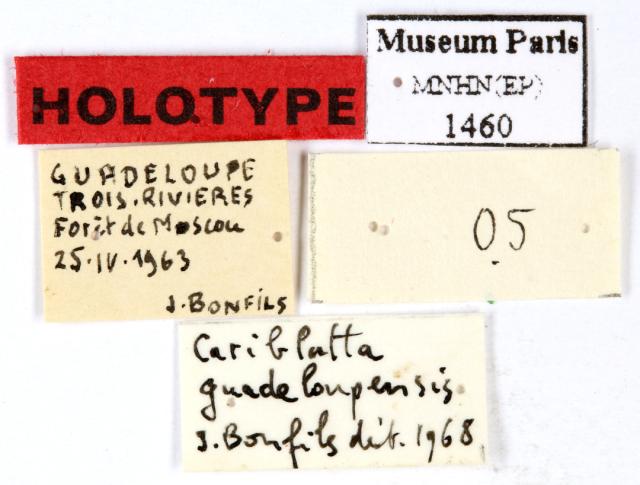 HOLOTYPE
Museum Paris
MNHN(EP)
1460
GUADELOUPE
TROIS.RIVIERES
Forêt de Moscou
25.IV.1963
J.BONFILS
05
Cariblatta
guadeloupensis
J.Bonfils dét.1968